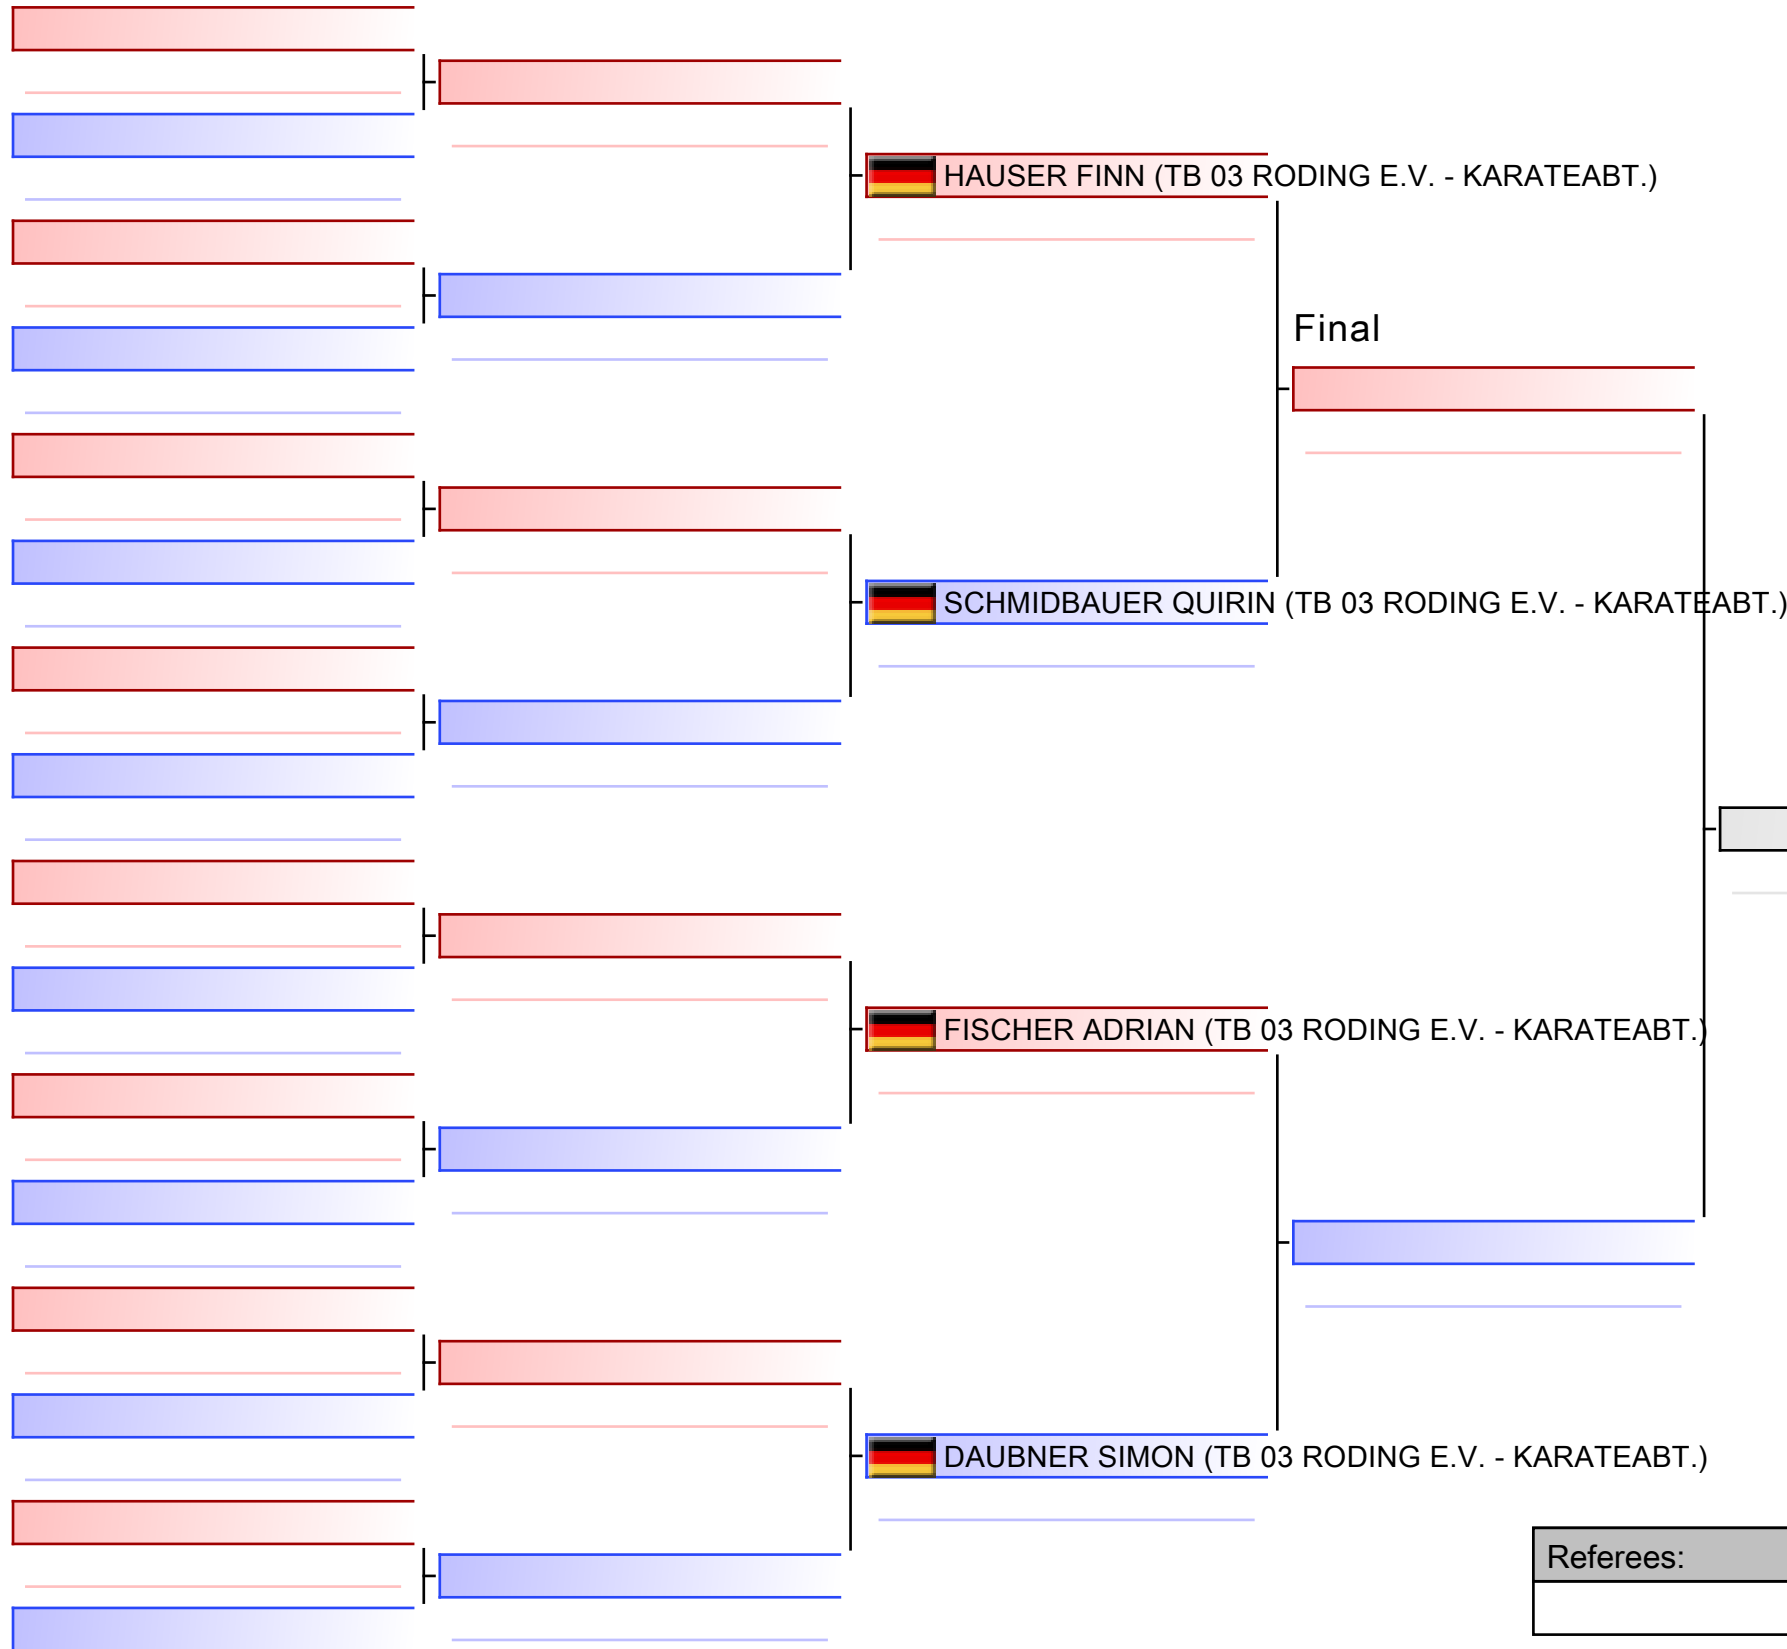 HAUSER FINN (TB 03 RODING E.V. - KARATEABT.)
Final
SCHMIDBAUER QUIRIN (TB 03 RODING E.V. - KARATEABT.)
FISCHER ADRIAN (TB 03 RODING E.V. - KARATEABT.)
DAUBNER SIMON (TB 03 RODING E.V. - KARATEABT.)
Referees: